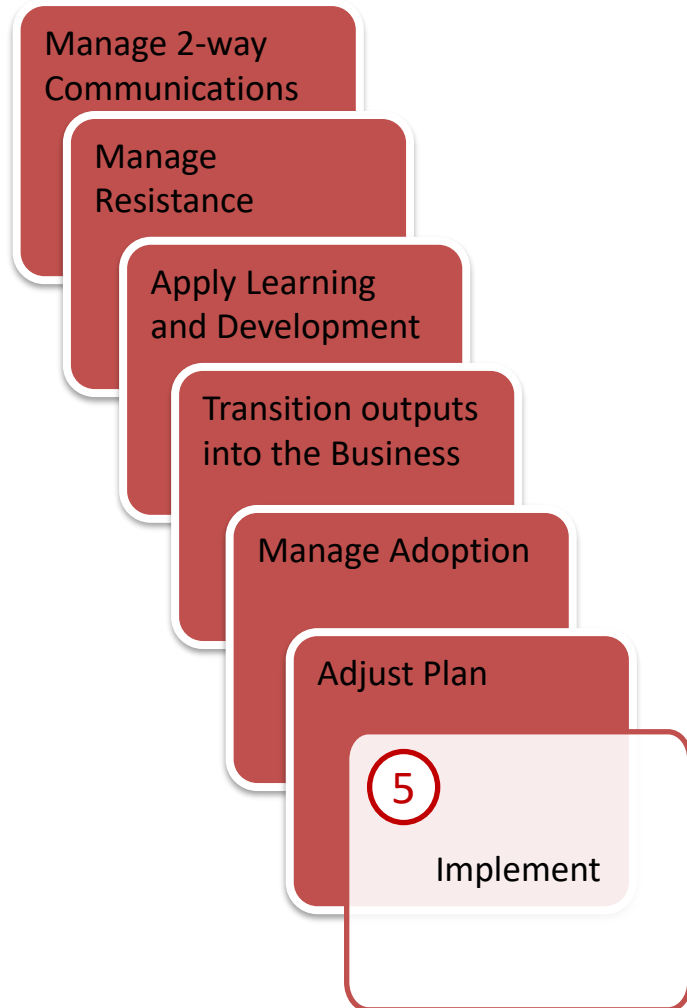 Manage 2-way
Communications
Manage
Resistance
Apply Learning
and Development
Transition outputs
into the Business
Manage Adoption
Adjust Plan
5
Implement